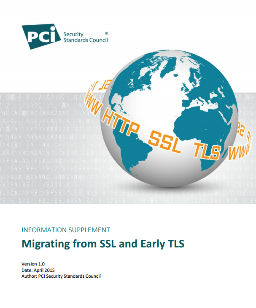 PCI Security ®
Standards Council
WWW HTTP SSL TLS WWW
INFORMATION SUPPLEMENT
Migrating from SSL and Early TLS
Version 1.0
Date: April 2015
Author: PCI Security Standards Council